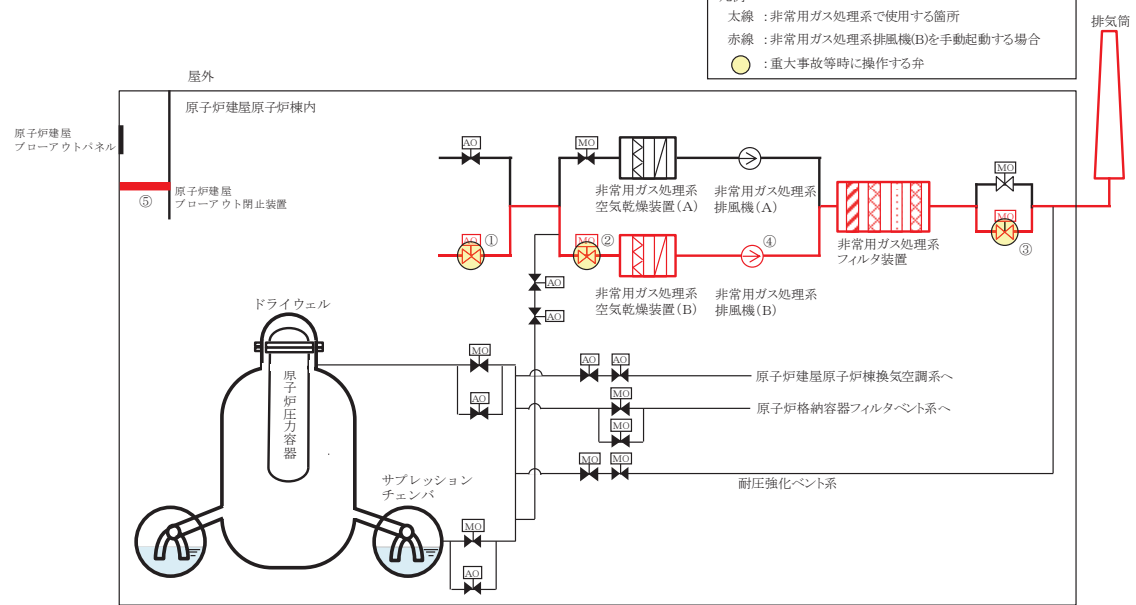 太線 ：非常用ガス処理系で使用する箇所
赤線 ：非常用ガス処理系排風機(B)を手動起動する場合
：重大事故等時に操作する弁
排気筒
屋外
原子炉建屋原子炉棟内
原子炉建屋
ブローアウトパネル
⑤
原子炉建屋
ブローアウト閉止装置
AO
MO
非常用ガス処理系
空気乾燥装置(A)
非常用ガス処理系
排風機(A)
MO
AO
①
MO
②
④
MO
③
非常用ガス処理系
フィルタ装置
非常用ガス処理系
空気乾燥装置(B)
非常用ガス処理系
排風機(B)
AO
AO
ドライウェル
原子炉圧力容器
MO
AO
AO
AO
原子炉建屋原子炉棟換気空調系へ
MO
原子炉格納容器フィルタベント系へ
MO
MO
MO
耐圧強化ベント系
サプレッション
チェンバ
MO
AO